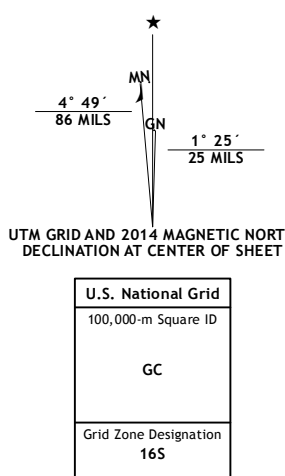 MN
GN
4° 49´
86 MILS
1° 25´
25 MILS
UTM GRID AND 2014 MAGNETIC NORT
DECLINATION AT CENTER OF SHEET
U.S. National Grid
100,000-m Square ID
GC
Grid Zone Designation
16S